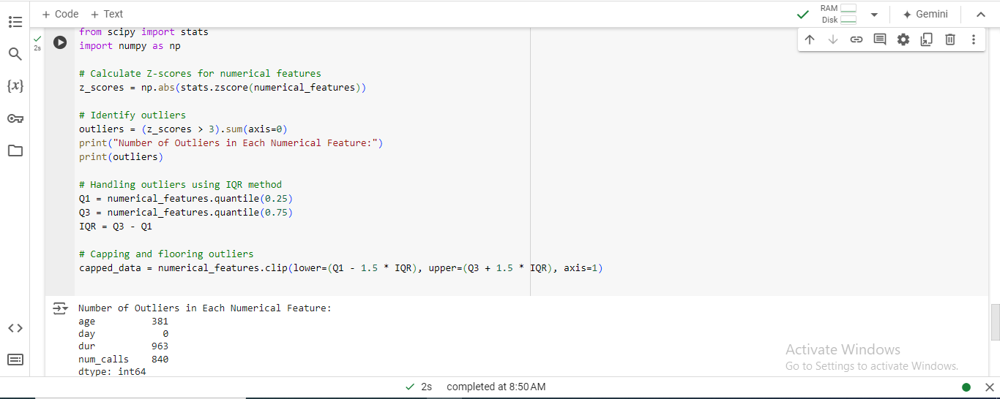 + Code + Text
RAM
Disk
Gemini
2s
from scipy import stats
import numpy as np
# Calculate Z-scores for numerical features
z_scores = np.abs(stats.zscore(numerical_features))
# Identify outliers
outliers = (z_scores > 3).sum(axis=0)
print("Number of Outliers in Each Numerical Feature:")
print(outliers)
# Handling outliers using IQR method
Q1 = numerical_features.quantile(0.25)
Q3 = numerical_features.quantile(0.75)
IQR = Q3 - Q1
# Capping and flooring outliers
capped_data = numerical_features.clip(lower=(Q1 - 1.5 * IQR), upper=(Q3 + 1.5 * IQR), axis=1)
Number of Outliers in Each Numerical Feature:
age 381
day 0
dur 963
num_calls 840
dtype: int64
Activate Windows
Go to Settings to activate Windows.
2s completed at 8:50 AM